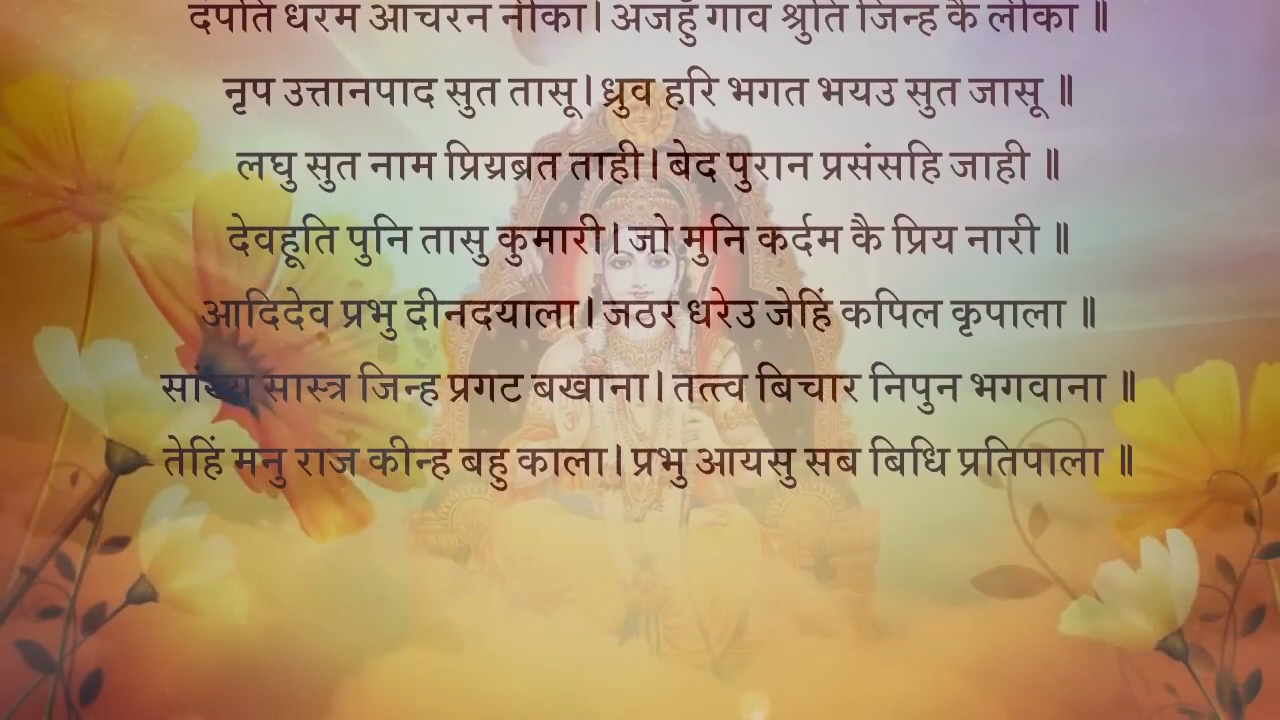 दंपति धरम आचरन नीका। अजहुँ गाव श्रुति जिन्ह कै लीका ॥
नृप उत्तानपाद सुत तासू। ध्रुव हरि भगत भयउ सुत जासू ॥
लघु सुत नाम प्रिय्रब्रत ताही। बेद पुरान प्रसंसहि जाही ॥
देवहूति पुनि तासु कुमारी। जो मुनि कर्दम कै प्रिय नारी ॥
आदिदेव प्रभु दीनदयाला। जठर धरेउ जेहिं कपिल कृपाला ॥
सांख्य सास्त्र जिन्ह प्रगट बखाना। तत्त्व बिचार निपुन भगवाना ॥
तेहिं मनु राज कीन्ह बहु काला। प्रभु आयसु सब बिधि प्रतिपाला ॥